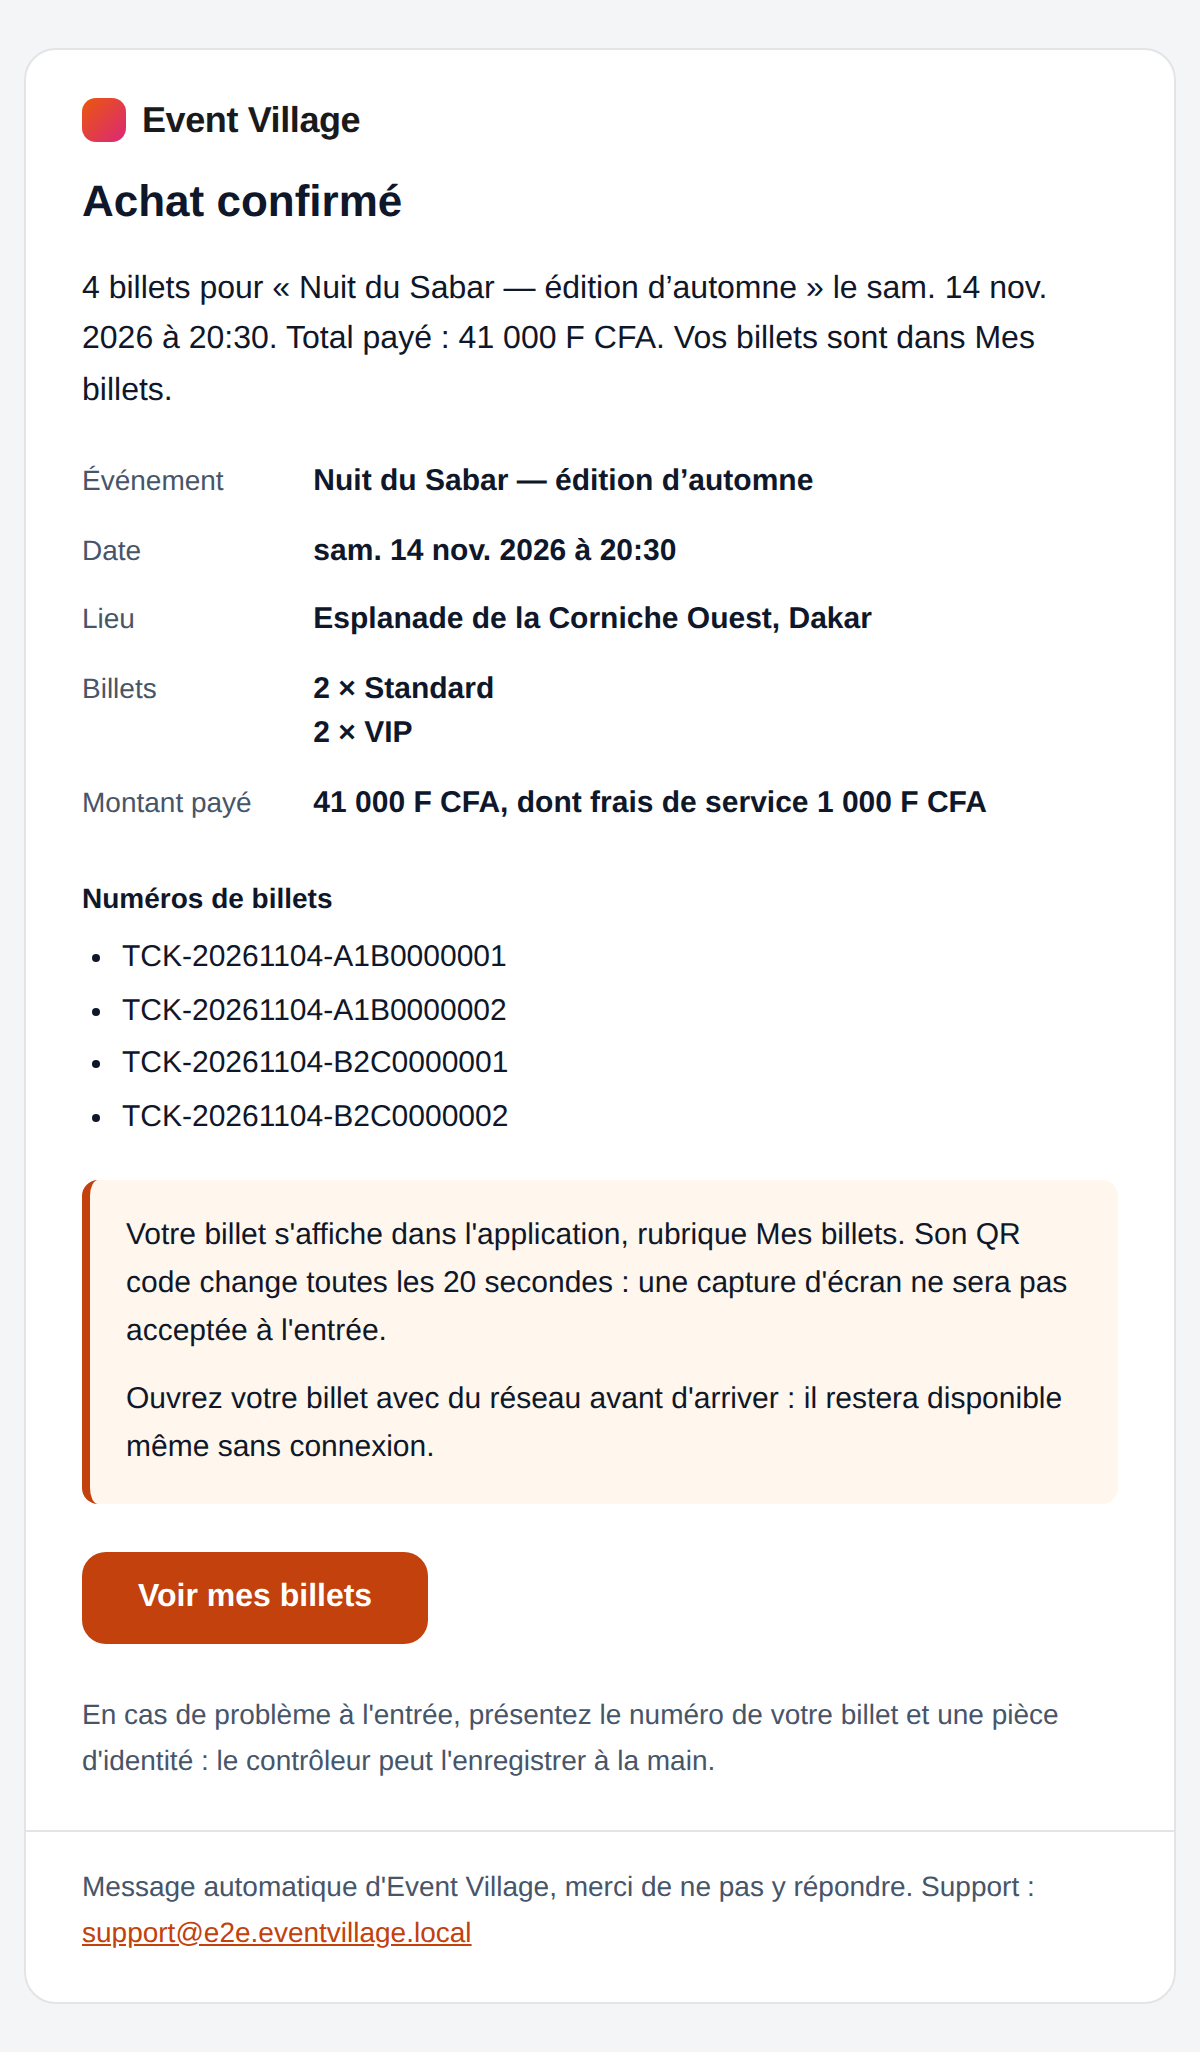 Event Village
Achat confirmé
4 billets pour « Nuit du Sabar — édition d’automne » le sam. 14 nov.
2026 à 20:30. Total payé : 41 000 F CFA. Vos billets sont dans Mes
billets.
Événement Nuit du Sabar — édition d’automne
Date sam. 14 nov. 2026 à 20:30
Lieu Esplanade de la Corniche Ouest, Dakar
Billets 2 × Standard
2 × VIP
Montant payé 41 000 F CFA, dont frais de service 1 000 F CFA
Numéros de billets
• TCK-20261104-A1B0000001
• TCK-20261104-A1B0000002
• TCK-20261104-B2C0000001
• TCK-20261104-B2C0000002
Votre billet s'affiche dans l'application, rubrique Mes billets. Son QR
code change toutes les 20 secondes : une capture d'écran ne sera pas
acceptée à l'entrée.
Ouvrez votre billet avec du réseau avant d'arriver : il restera disponible
même sans connexion.
Voir mes billets
En cas de problème à l'entrée, présentez le numéro de votre billet et une pièce
d'identité : le contrôleur peut l'enregistrer à la main.
Message automatique d'Event Village, merci de ne pas y répondre. Support :
support@e2e.eventvillage.local